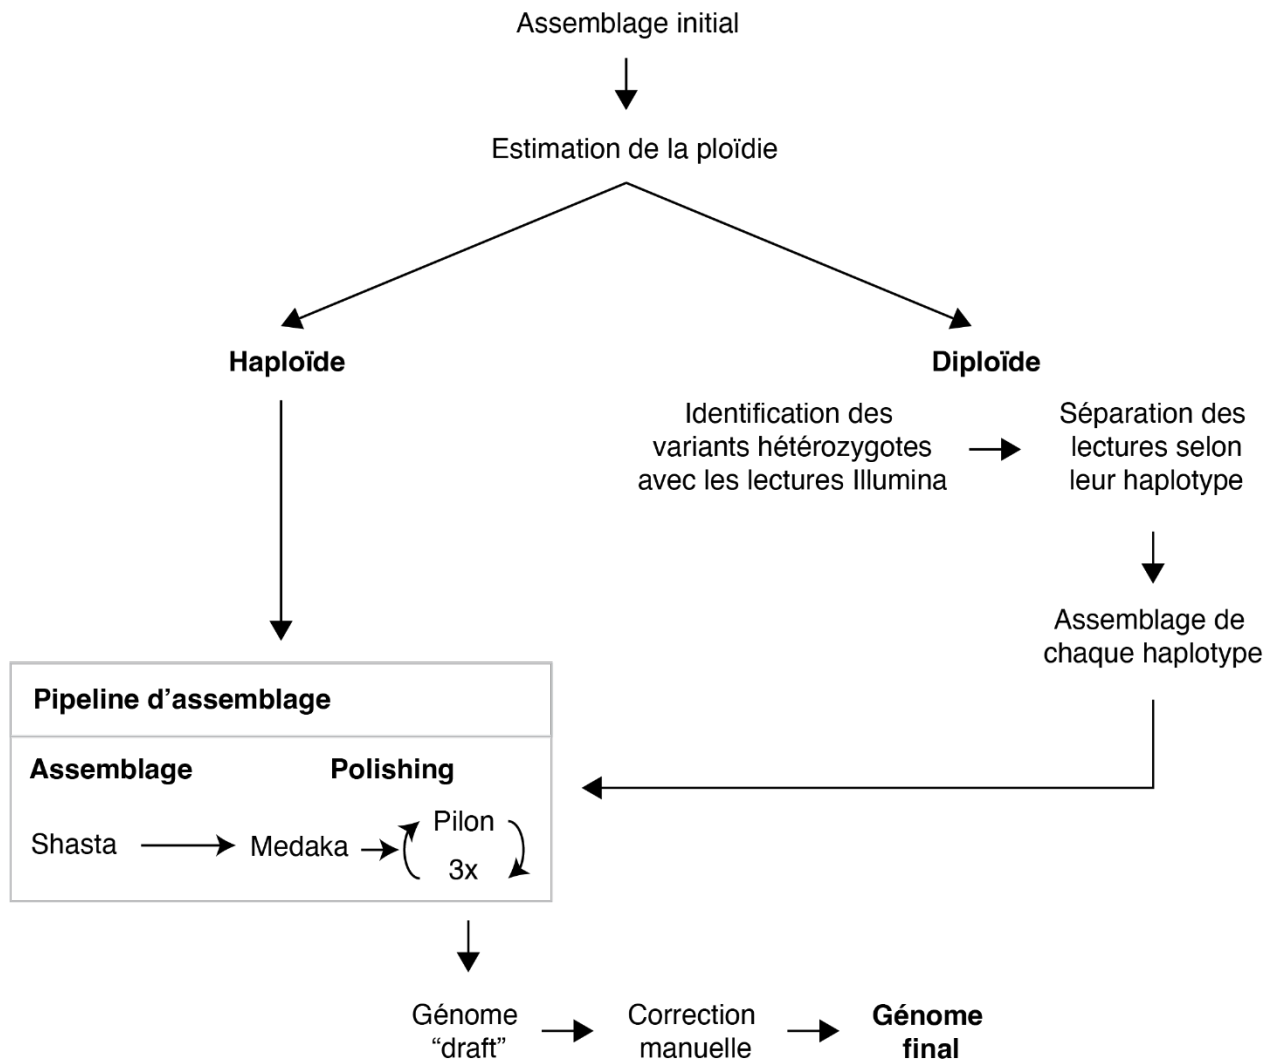 Assemblage initial
Estimation de la ploïdie
Haploïde
Diploïde
Identification des
variants hétérozygotes
avec les lectures Illumina
Séparation des
lectures selon
leur haplotype
Assemblage de
chaque haplotype
Pipeline d’assemblage
Assemblage
Polishing
Shasta
Medaka
Pilon
3x
Génome
“draft”
Correction
manuelle
Génome
final